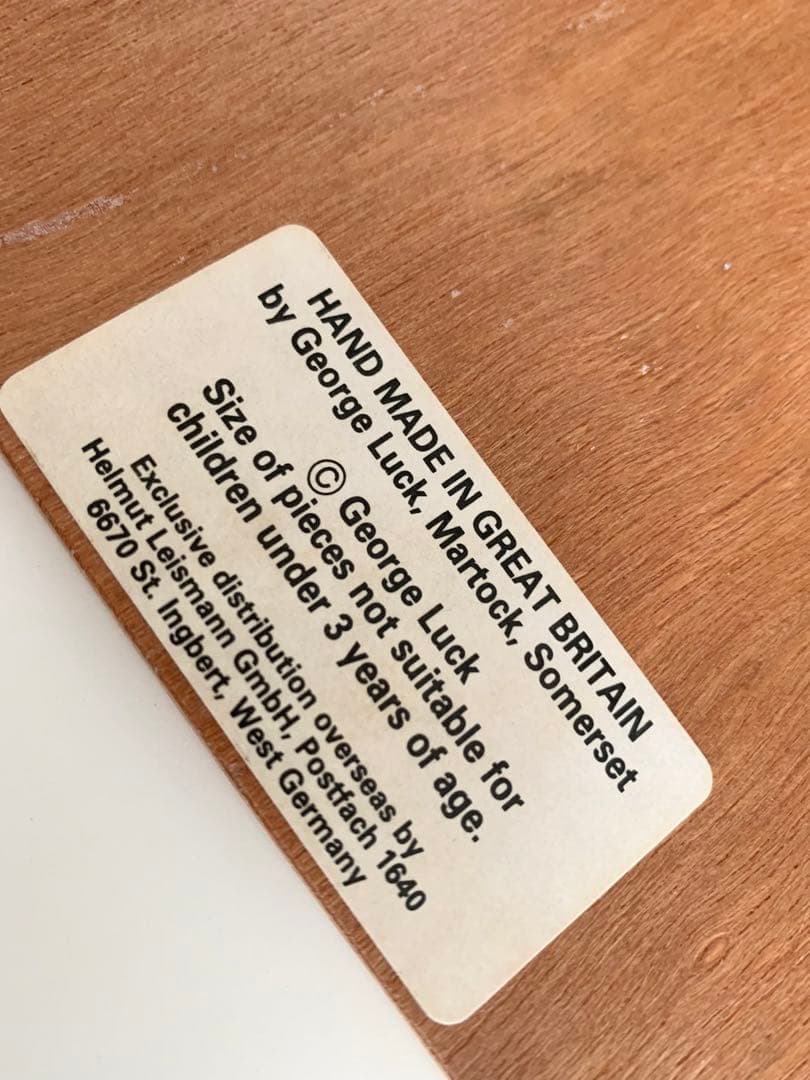 HAND MADE IN GREAT BRITAIN
by George Luck, Martock, Somerset
© George Luck
Size of pieces not suitable for
children under 3 years of age.
Exclusive distribution overseas by
Helmut Leismann GmbH, Postfach 1640
6670 St. Ingbert, West Germany